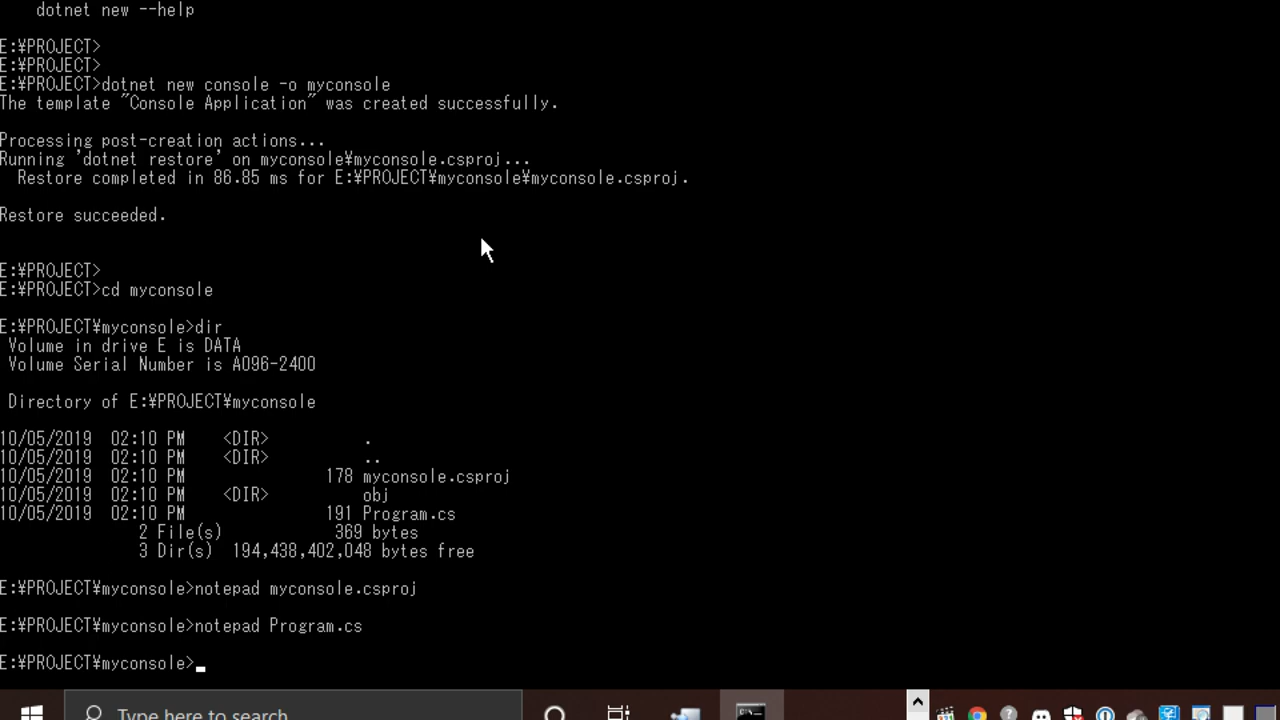 dotnet new --help
E:¥PROJECT>
E:¥PROJECT>
E:¥PROJECT>dotnet new console -o myconsole
The template "Console Application" was created successfully.
Processing post-creation actions...
Running 'dotnet restore' on myconsole¥myconsole.csproj...
Restore completed in 86.85 ms for E:¥PROJECT¥myconsole¥myconsole.csproj.
Restore succeeded.
E:¥PROJECT>
E:¥PROJECT>cd myconsole
E:¥PROJECT¥myconsole>dir
Volume in drive E is DATA
Volume Serial Number is A096-2400
Directory of E:¥PROJECT¥myconsole
10/05/2019 02:10 PM <DIR> .
10/05/2019 02:10 PM <DIR> ..
10/05/2019 02:10 PM 178 myconsole.csproj
10/05/2019 02:10 PM <DIR> obj
10/05/2019 02:10 PM 191 Program.cs
2 File(s) 369 bytes
3 Dir(s) 194,438,402,048 bytes free
E:¥PROJECT¥myconsole>notepad myconsole.csproj
E:¥PROJECT¥myconsole>notepad Program.cs
E:¥PROJECT¥myconsole>
Type here to search